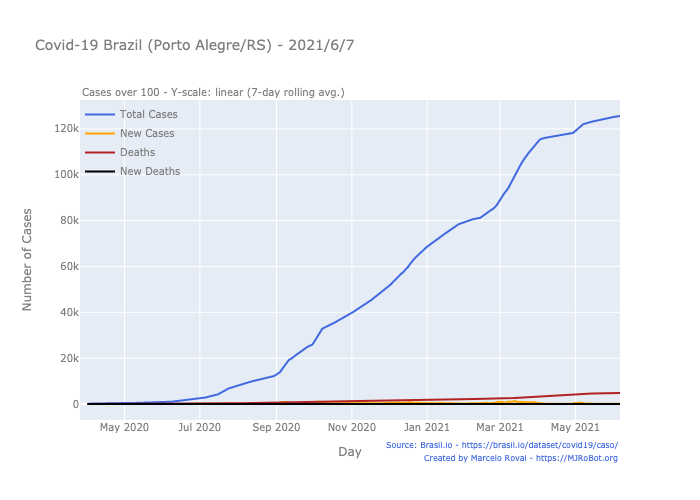 Covid-19 Brazil (Porto Alegre/RS) - 2021/6/7
Cases over 100 - Y-scale: linear (7-day rolling avg.)
Total Cases
New Cases
Deaths
New Deaths
120k
100k
80k
60k
40k
20k
0
Number of Cases
May 2020
Jul 2020
Sep 2020
Nov 2020
Jan 2021
Mar 2021
May 2021
Day
Source: Brasil.io - https://brasil.io/dataset/covid19/caso/
Created by Marcelo Rovai - https://MJRoBot.org